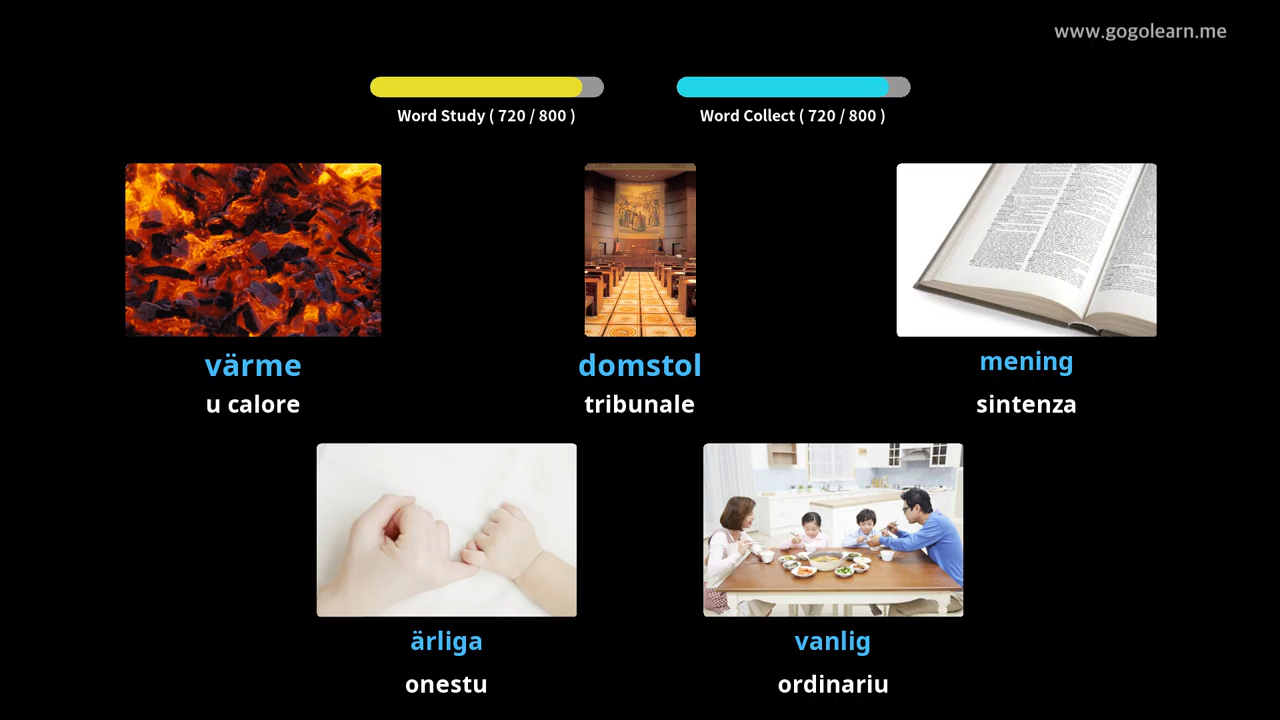 www.gogolearn.me
Word Study ( 720 / 800 )
Word Collect ( 720 / 800 )
värme
u calore
domstol
tribunale
mening
sintenza
ärliga
onestu
vanlig
ordinariu